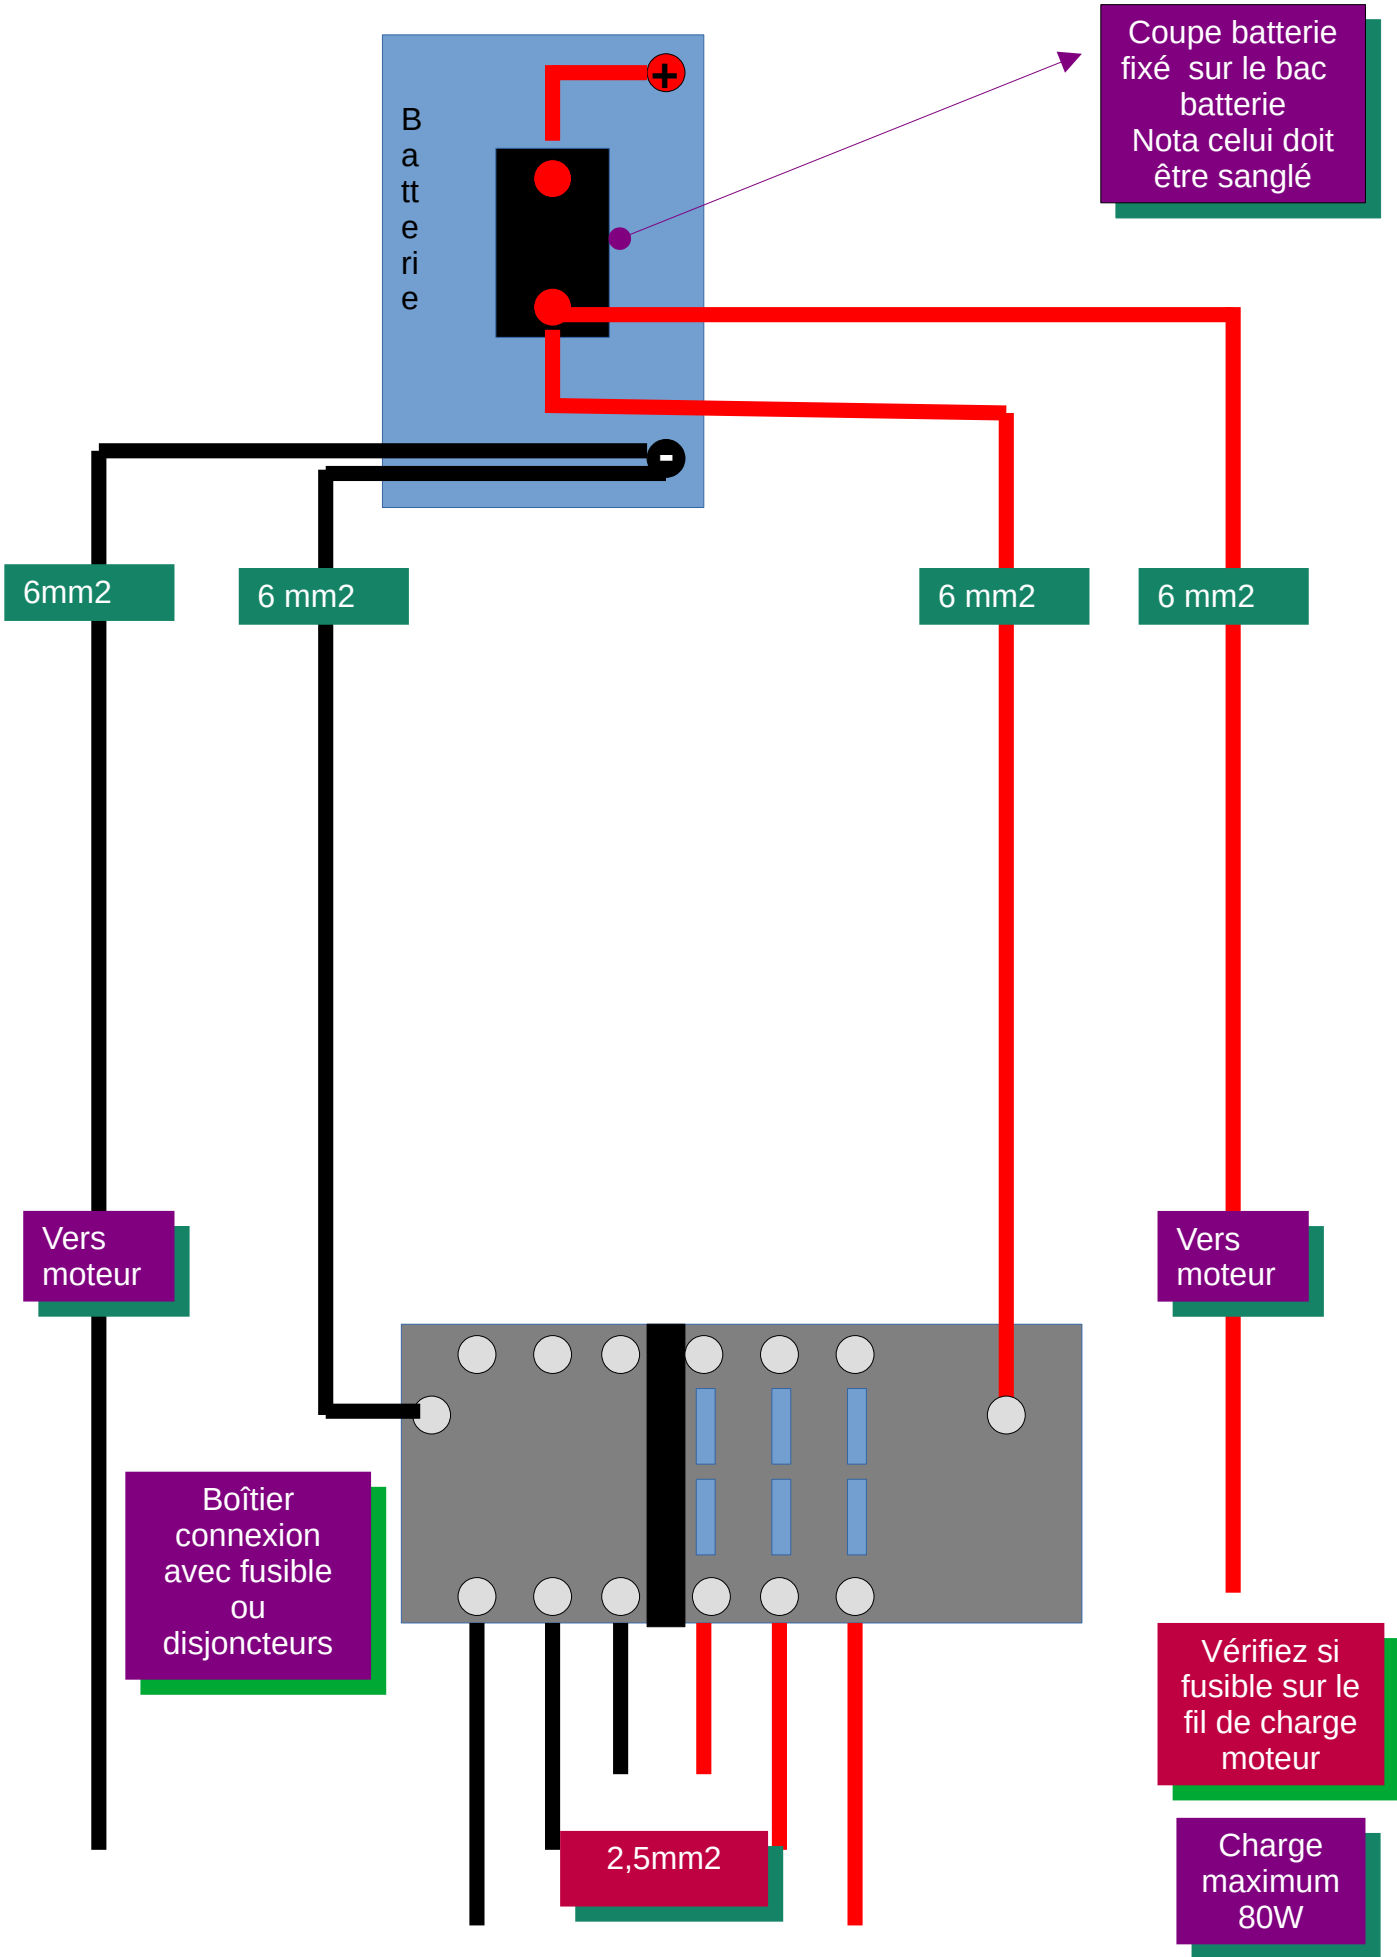 Coupe batterie
fixé  sur le bac
batterie
Nota celui doit
être sanglé
+
B
a
tt
e
ri
e
-
6mm2
6 mm2
6 mm2
6 mm2
Vers
moteur
Vers
moteur
Boîtier
connexion
avec fusible
ou
disjoncteurs
Vérifiez si
fusible sur le
fil de charge
moteur
2,5mm2
Charge
maximum
80W